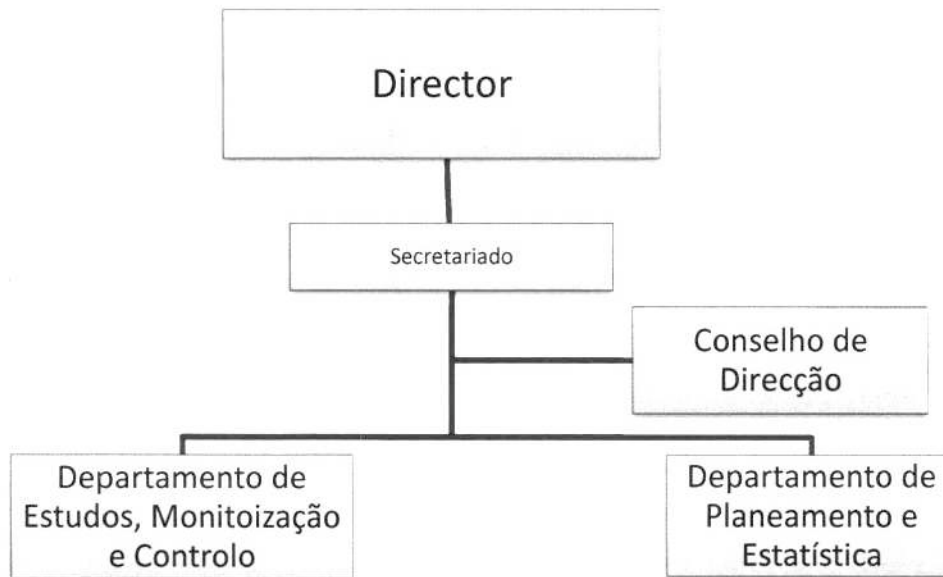 Director
Secretariado
Conselho de
Direcção
Departamento de
Estudos, Monitoização
e Controlo
Departamento de
Planeamento e
Estatística